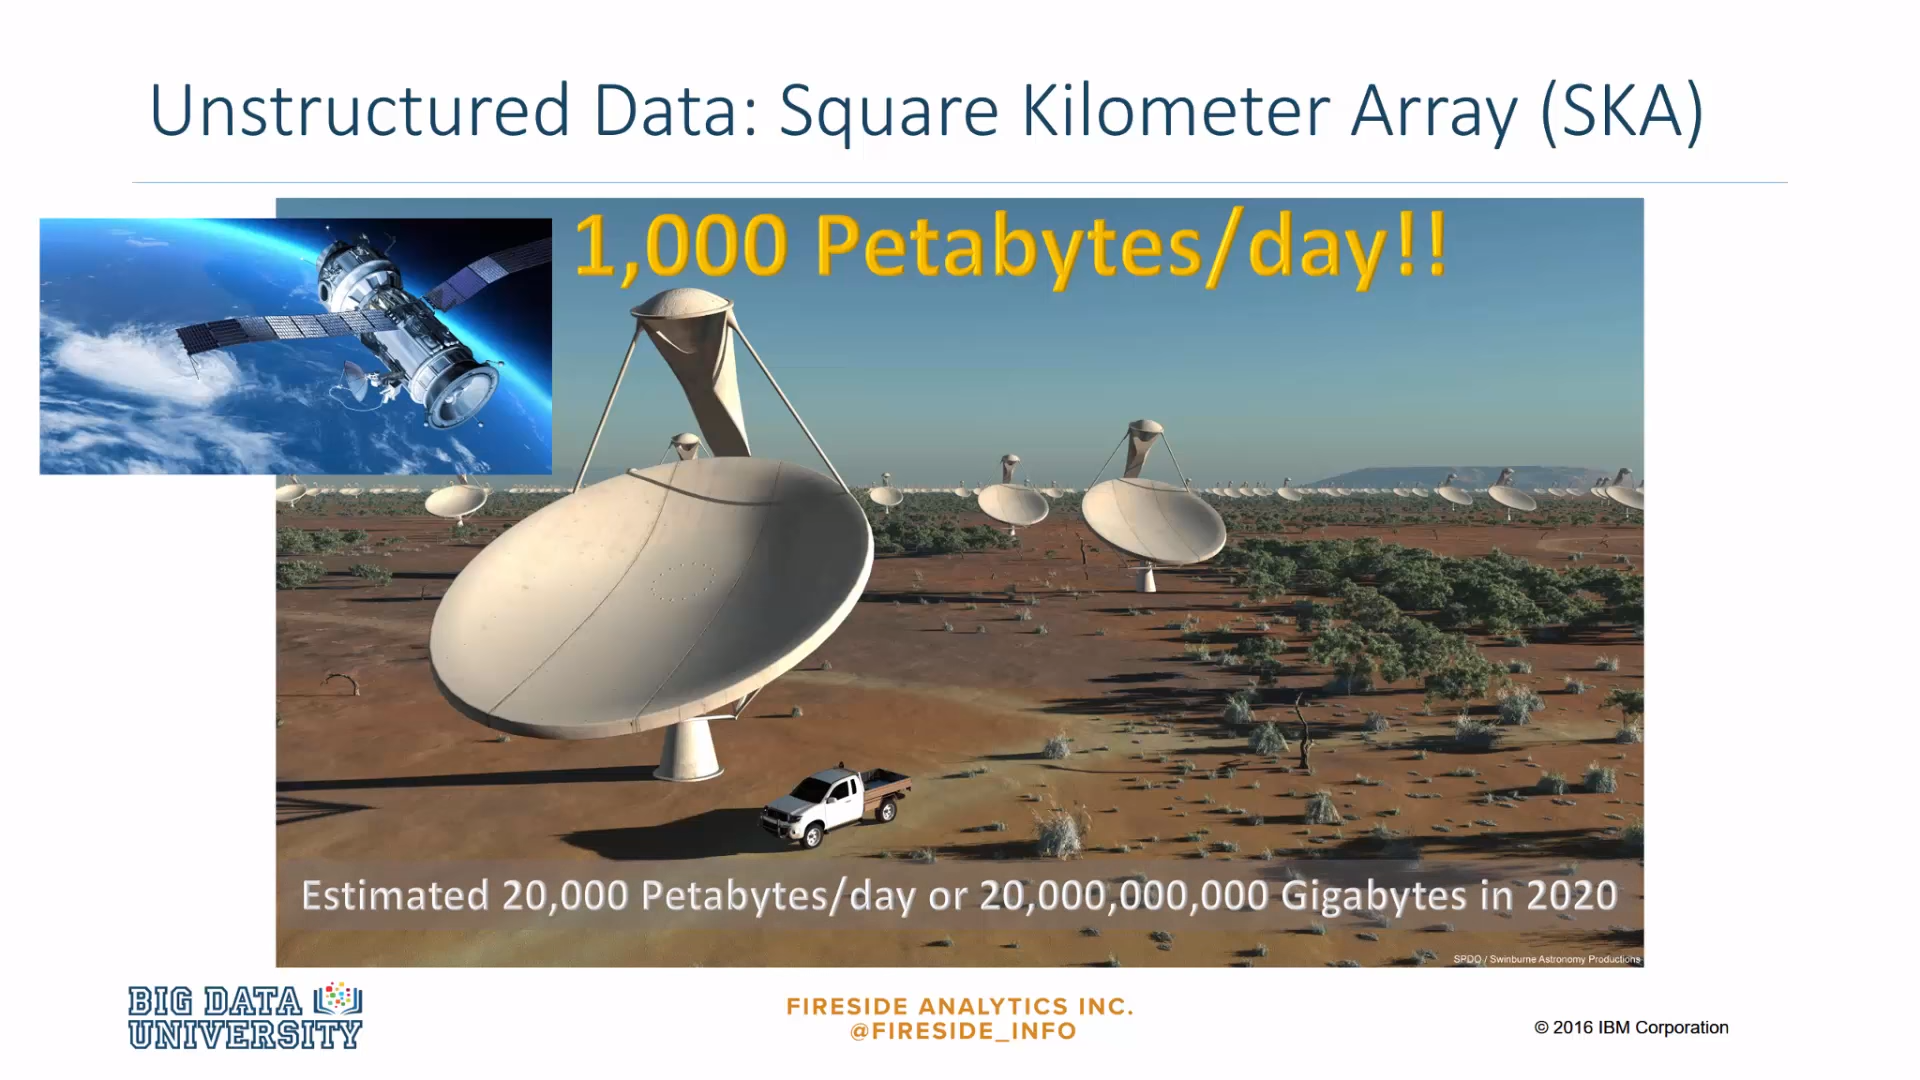 Unstructured Data: Square Kilometer Array (SKA)
1,000 Petabytes/day!!
Estimated 20,000 Petabytes/day or 20,000,000,000 Gigabytes in 2020
SPDO / Swinburne Astronomy Productions
BIG DATA
UNIVERSITY
FIRESIDE ANALYTICS INC.
@FIRESIDE_INFO
© 2016 IBM Corporation